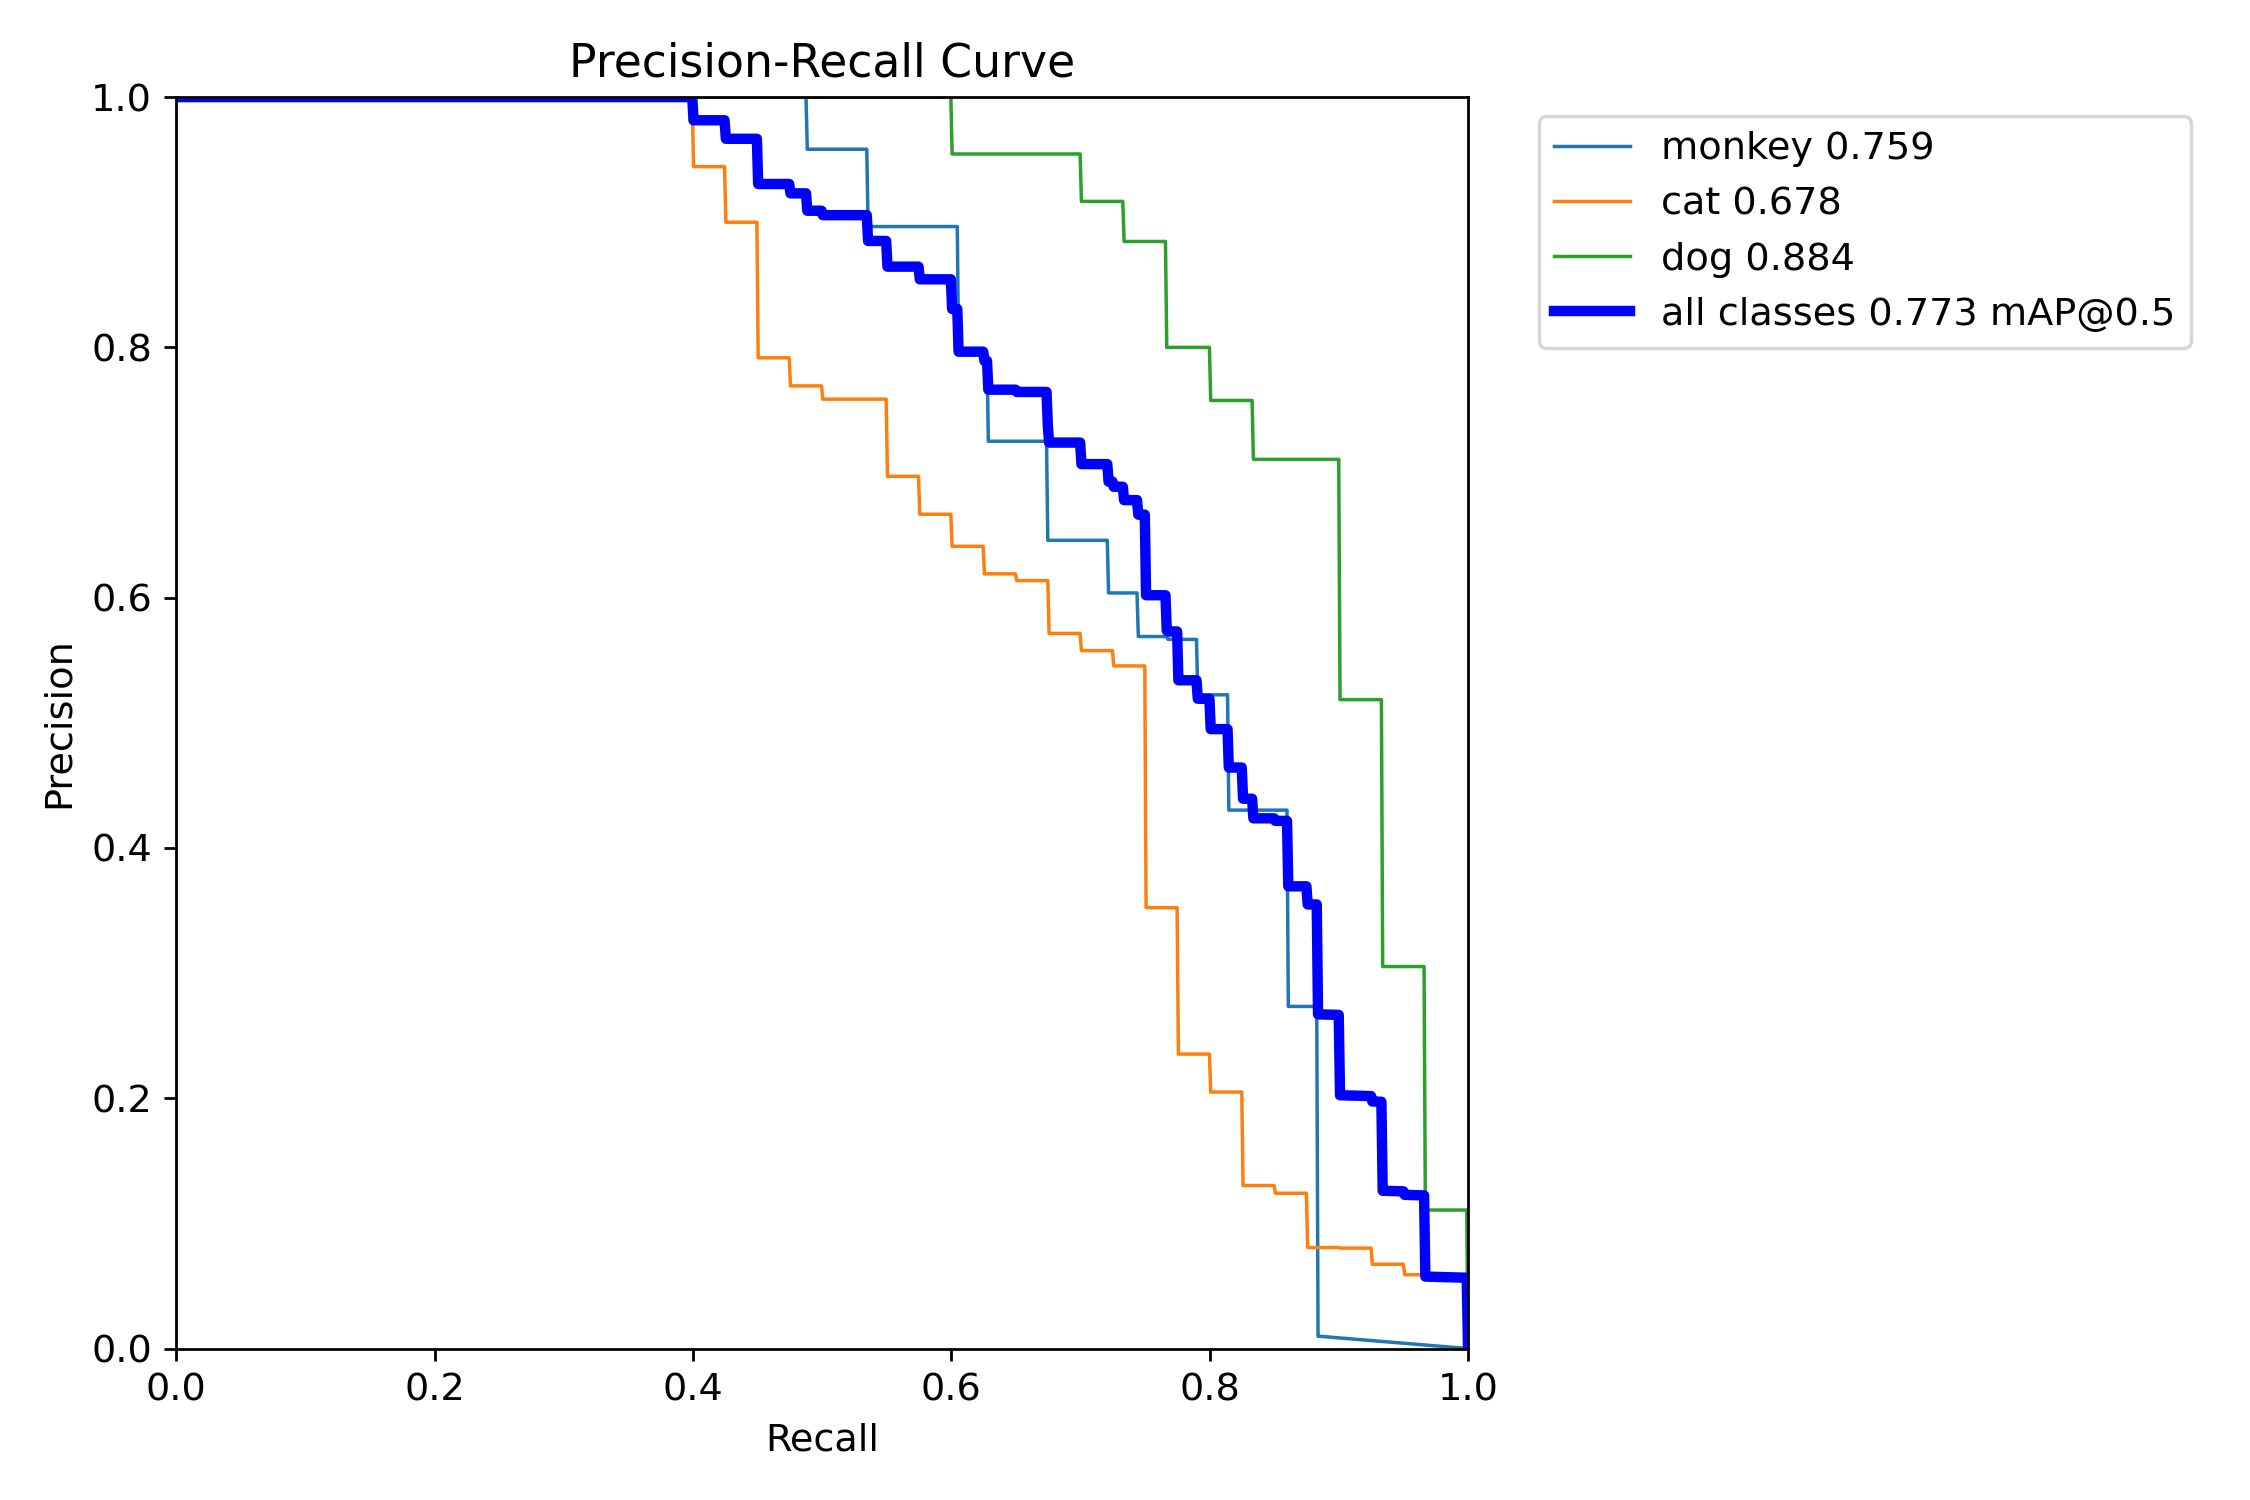 Precision-Recall Curve
1.0
0.8
0.6
0.4
0.2
0.0
Precision
0.0 0.2 0.4 0.6 0.8 1.0
Recall
monkey 0.759
cat 0.678
dog 0.884
all classes 0.773 mAP@0.5